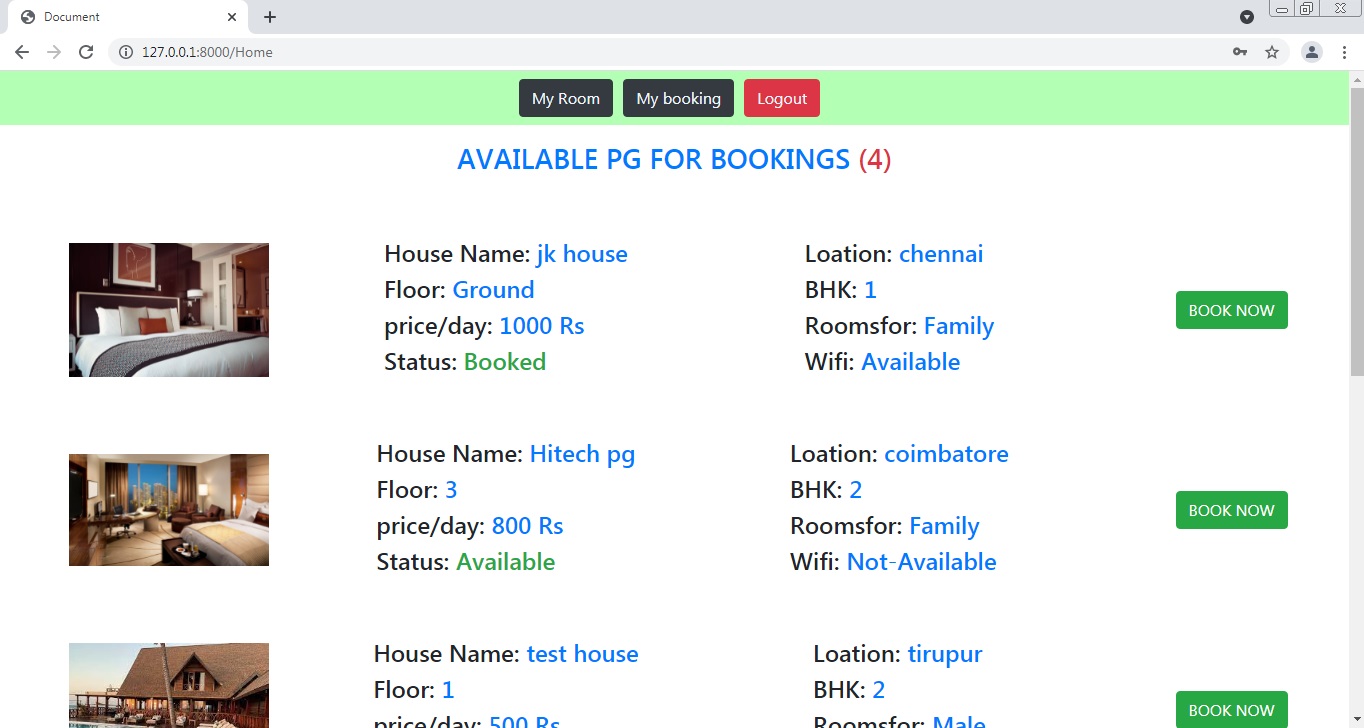 Document
127.0.0.1:8000/Home
My Room
My booking
Logout
AVAILABLE PG FOR BOOKINGS (4)
House Name: jk house
Floor: Ground
price/day: 1000 Rs
Status: Booked
Loation: chennai
BHK: 1
Roomsfor: Family
Wifi: Available
BOOK NOW
House Name: Hitech pg
Floor: 3
price/day: 800 Rs
Status: Available
Loation: coimbatore
BHK: 2
Roomsfor: Family
Wifi: Not-Available
BOOK NOW
House Name: test house
Floor: 1
price/day: 500 Rs
Loation: tirupur
BHK: 2
Roomsfor: Male
BOOK NOW